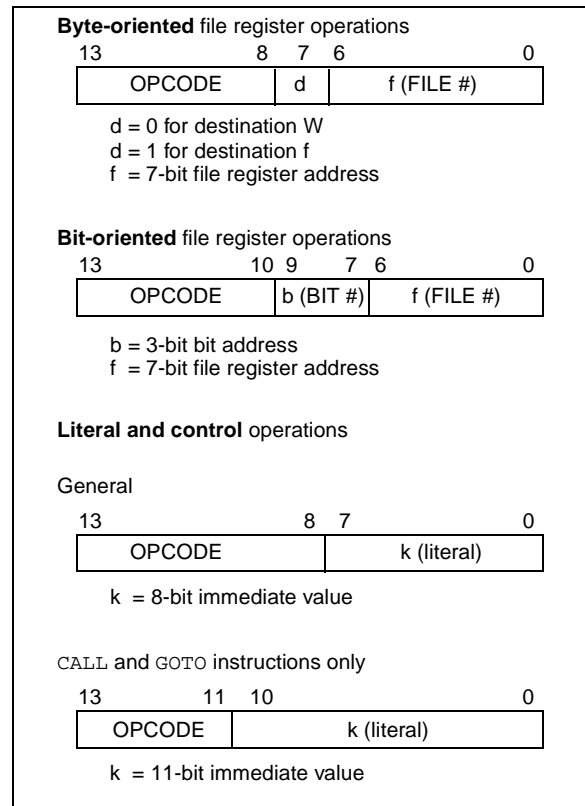 Byte-oriented file register operations
13 8 7 6 0
OPCODE d f (FILE #)
d = 0 for destination W
d = 1 for destination f
f = 7-bit file register address
Bit-oriented file register operations
13 10 9 7 6 0
OPCODE b (BIT #) f (FILE #)
b = 3-bit bit address
f = 7-bit file register address
Literal and control operations
General
13 8 7 0
OPCODE k (literal)
k = 8-bit immediate value
CALL and GOTO instructions only
13 11 10 0
OPCODE k (literal)
k = 11-bit immediate value